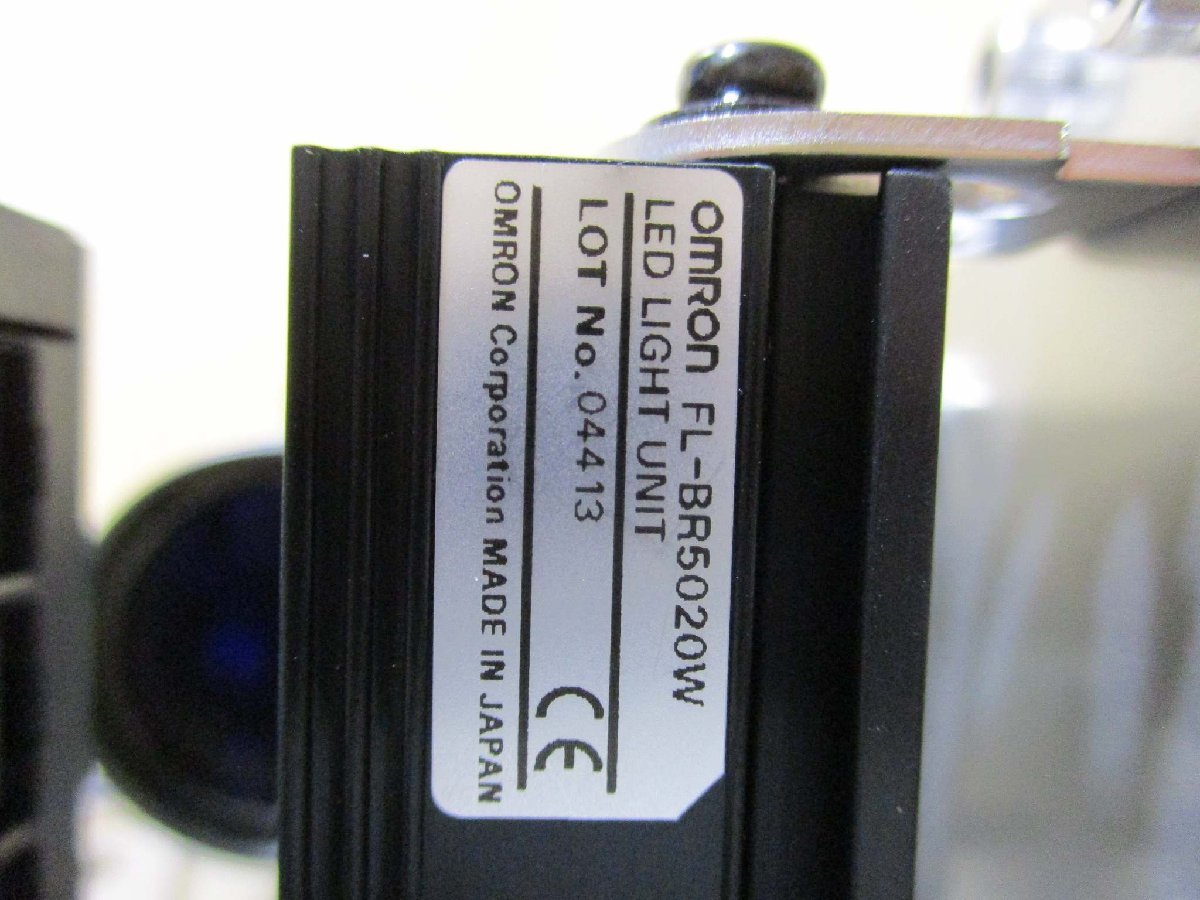 OMRON FL-BR5020W
LED LIGHT UNIT
LOT No. 04413 CE
OMRON Corporation MADE IN JAPAN